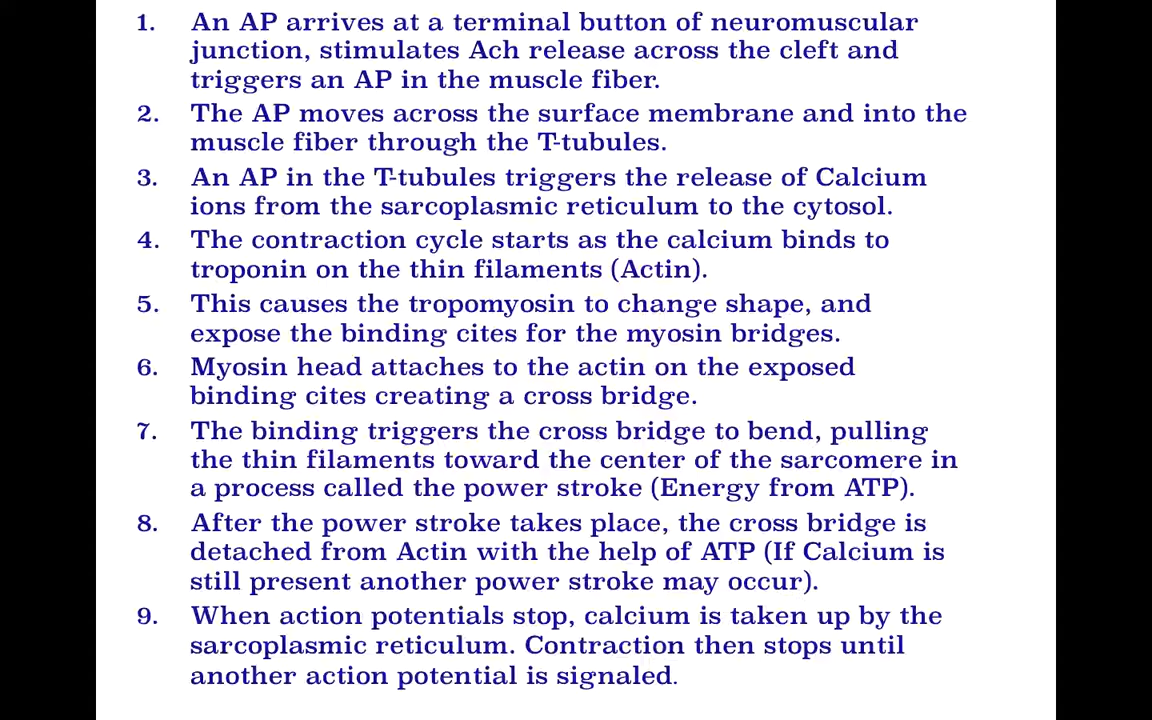 1. An AP arrives at a terminal button of neuromuscular
junction, stimulates Ach release across the cleft and
triggers an AP in the muscle fiber.
2. The AP moves across the surface membrane and into the
muscle fiber through the T-tubules.
3. An AP in the T-tubules triggers the release of Calcium
ions from the sarcoplasmic reticulum to the cytosol.
4. The contraction cycle starts as the calcium binds to
troponin on the thin filaments (Actin).
5. This causes the tropomyosin to change shape, and
expose the binding cites for the myosin bridges.
6. Myosin head attaches to the actin on the exposed
binding cites creating a cross bridge.
7. The binding triggers the cross bridge to bend, pulling
the thin filaments toward the center of the sarcomere in
a process called the power stroke (Energy from ATP).
8. After the power stroke takes place, the cross bridge is
detached from Actin with the help of ATP (If Calcium is
still present another power stroke may occur).
9. When action potentials stop, calcium is taken up by the
sarcoplasmic reticulum. Contraction then stops until
another action potential is signaled.